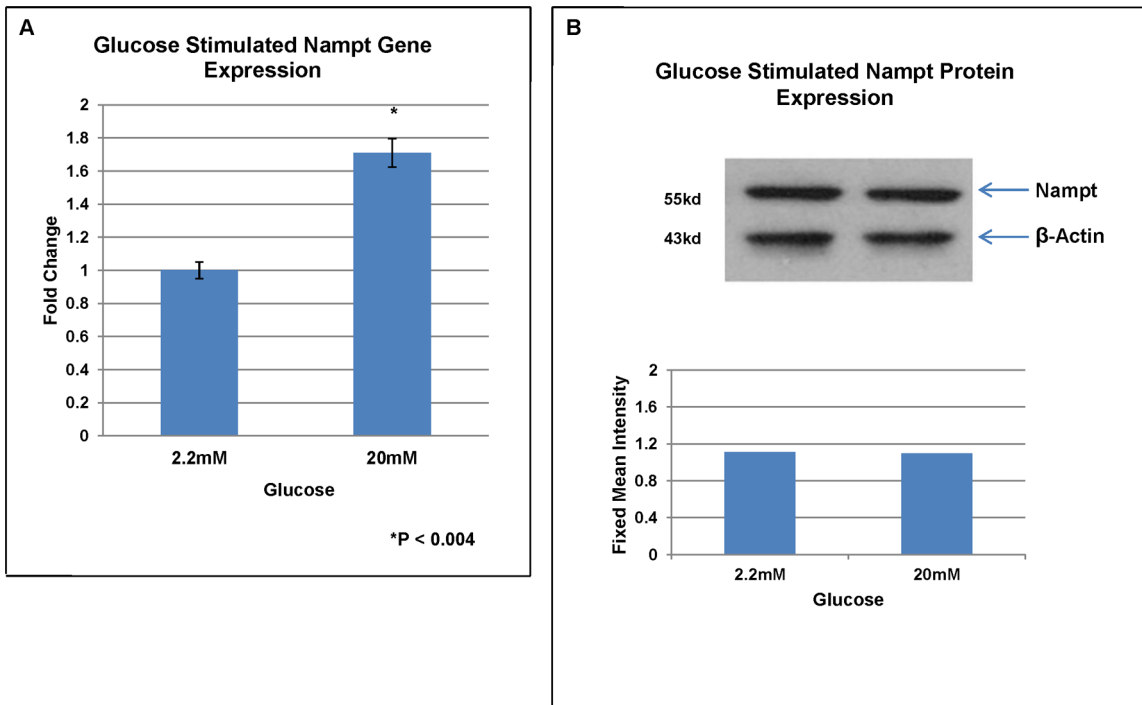 A
Glucose Stimulated Nampt Gene
Expression
2
1.8
1.6
1.4
1.2
1
0.8
0.6
0.4
0.2
0
Fold Change
*
2.2mM
20mM
Glucose
*P < 0.004
B
Glucose Stimulated Nampt Protein
Expression
55kd
Nampt
43kd
β-Actin
2
1.6
1.2
0.8
0.4
0
Fixed Mean Intensity
2.2mM
20mM
Glucose